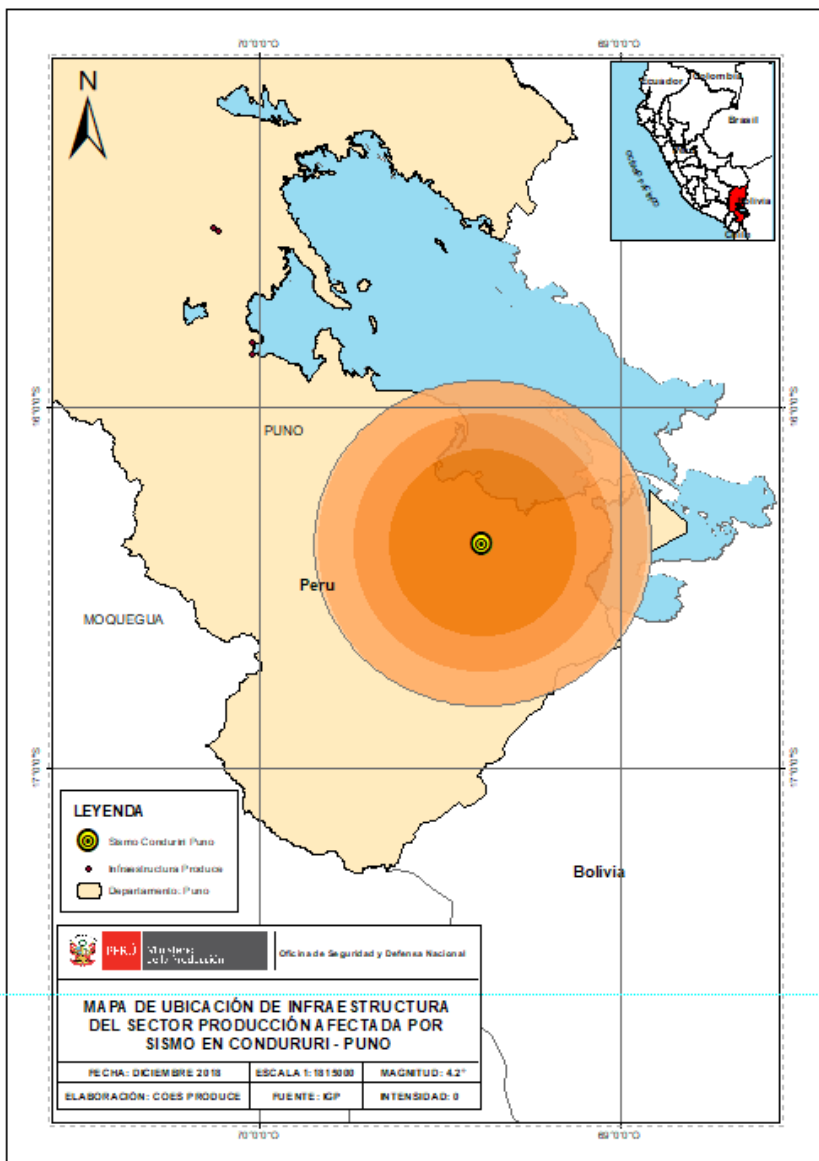 70°0'0"O
69°0'0"O
N
Ecuador
Colombia
Brasil
Bolivia
Chile
16°0'0"S
16°0'0"S
PUNO
Peru
MOQUEGUA
17°0'0"S
17°0'0"S
LEYENDA
Sismo Conduriri Puno
Infraestructura Produce
Departamento: Puno
Bolivia
PERÚ
Ministerio
de la Producción
Oficina de Seguridad y Defensa Nacional
MAPA DE UBICACIÓN DE INFRAESTRUCTURA
DEL SECTOR PRODUCCIÓN AFECTADA POR
SISMO EN CONDURURI - PUNO
FECHA: DICIEMBRE 2018
ESCALA 1:1815000
MAGNITUD: 4.2°
ELABORACIÓN: COES PRODUCE
FUENTE: IGP
INTENSIDAD: 0
70°0'0"O
69°0'0"O